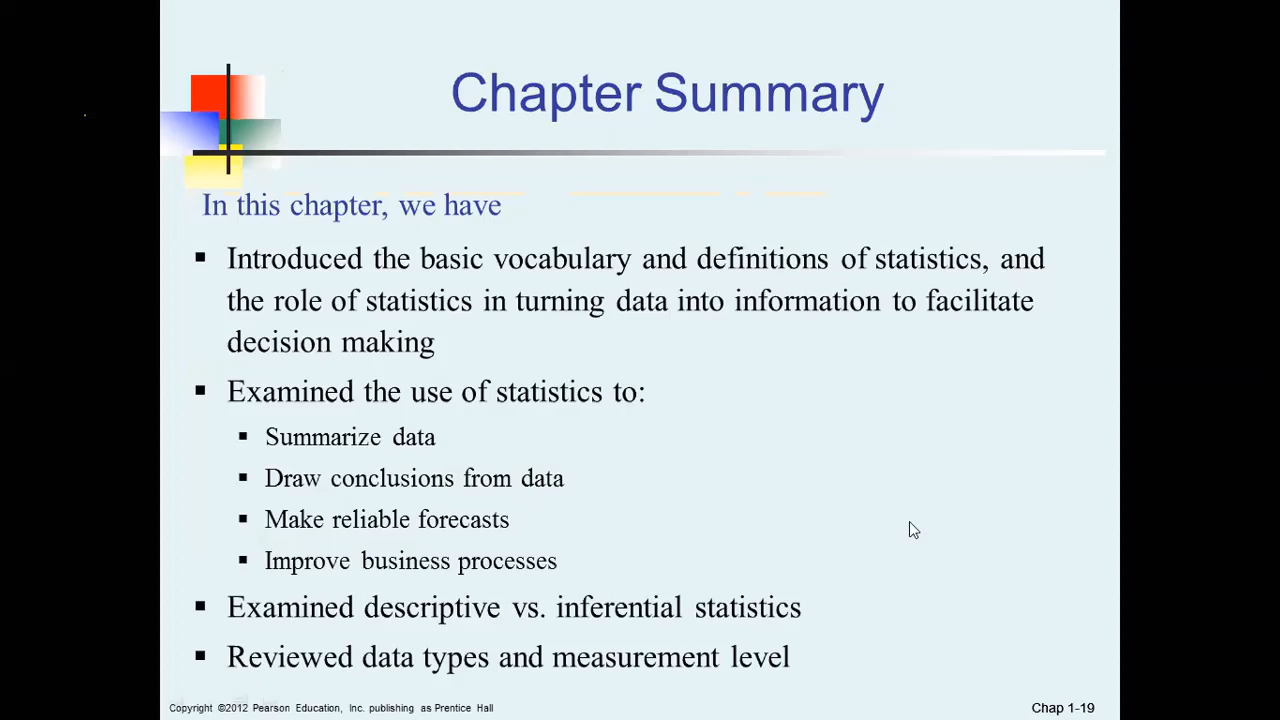 Chapter Summary
In this chapter, we have
Introduced the basic vocabulary and definitions of statistics, and
the role of statistics in turning data into information to facilitate
decision making
Examined the use of statistics to:
Summarize data
Draw conclusions from data
Make reliable forecasts
Improve business processes
Examined descriptive vs. inferential statistics
Reviewed data types and measurement level
Copyright ©2012 Pearson Education, Inc. publishing as Prentice Hall
Chap 1-19